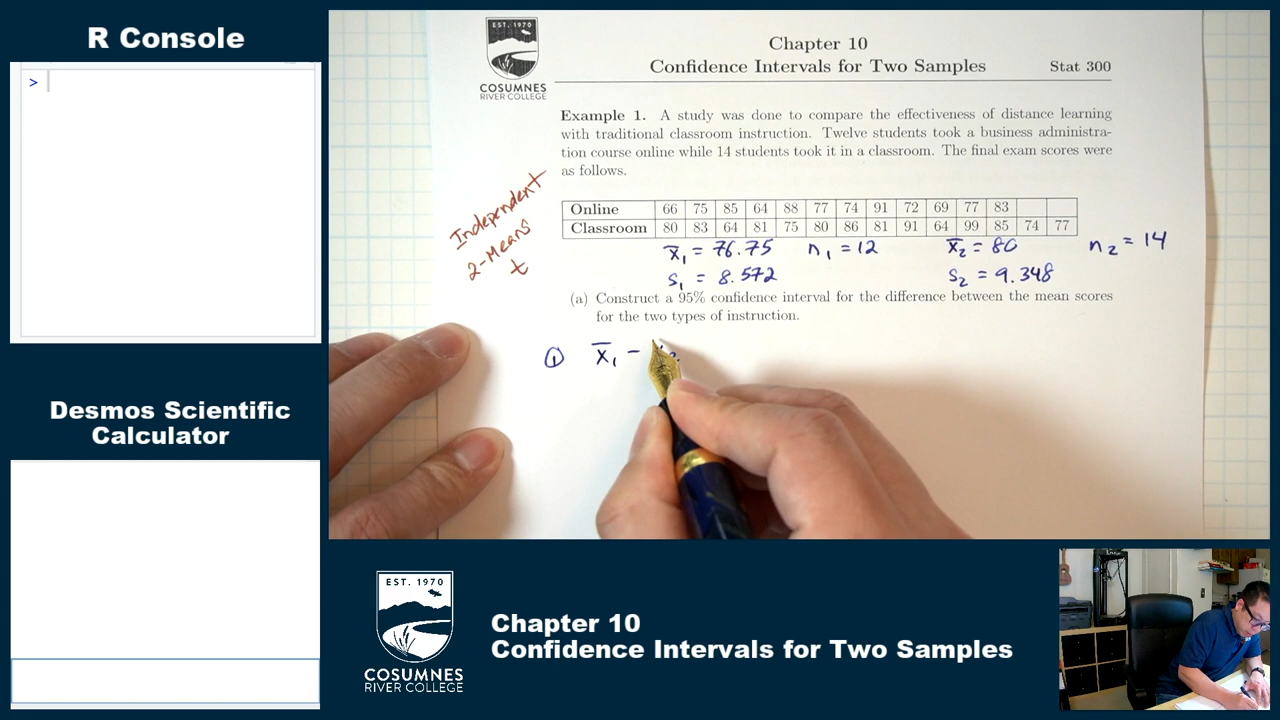 R Console
>
Desmos Scientific
Calculator
EST. 1970
COSUMNES
RIVER COLLEGE
Chapter 10
Confidence Intervals for Two Samples
Stat 300
Example 1. A study was done to compare the effectiveness of distance learning
with traditional classroom instruction. Twelve students took a business administra-
tion course online while 14 students took it in a classroom. The final exam scores were
as follows.
Independent
2-Means
t
Online 66 75 85 64 88 77 74 91 72 69 77 83
Classroom 80 83 64 81 75 80 86 81 91 64 99 85 74 77
x̄₁ = 76.75 n₁ = 12 x̄₂ = 80 n₂ = 14
s₁ = 8.572 s₂ = 9.348
(a) Construct a 95% confidence interval for the difference between the mean scores
for the two types of instruction.
① x̄₁ −
EST. 1970
COSUMNES
RIVER COLLEGE
Chapter 10
Confidence Intervals for Two Samples